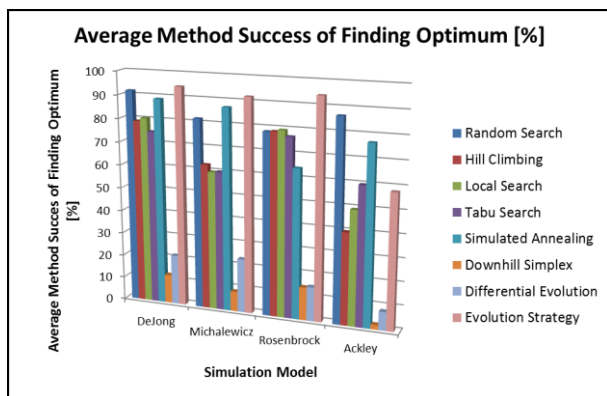 Average Method Success of Finding Optimum [%]
Average Method Success of Finding Optimum
[%]
100
90
80
70
60
50
40
30
20
10
0
DeJong
Michalewicz
Rosenbrock
Ackley
Simulation Model
Random Search
Hill Climbing
Local Search
Tabu Search
Simulated Annealing
Downhill Simplex
Differential Evolution
Evolution Strategy